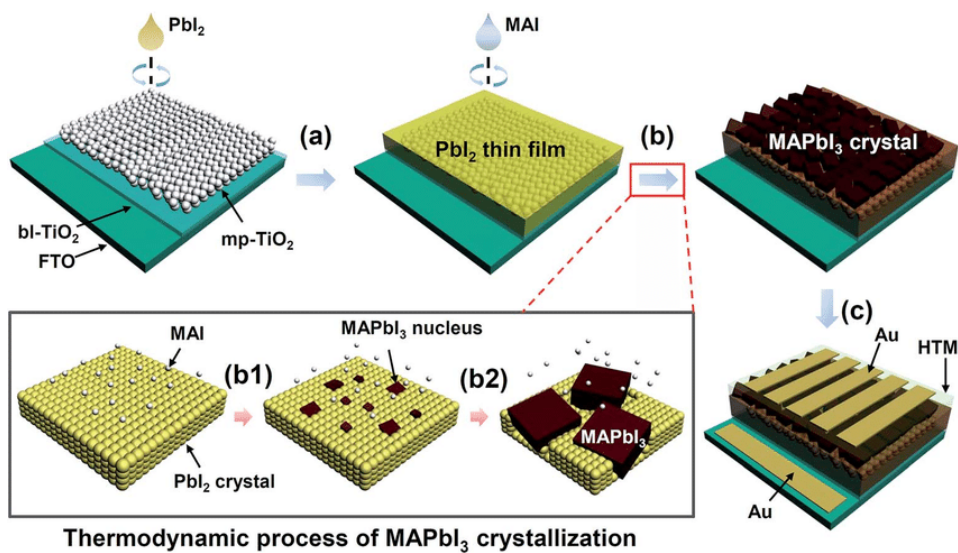 PbI₂
MAI
(a)
(b)
PbI₂ thin film
MAPbI₃ crystal
bl-TiO₂
mp-TiO₂
FTO
(c)
MAI
MAPbI₃ nucleus
Au
HTM
(b1)
(b2)
MAPbI₃
PbI₂ crystal
Au
Thermodynamic process of MAPbI₃ crystallization